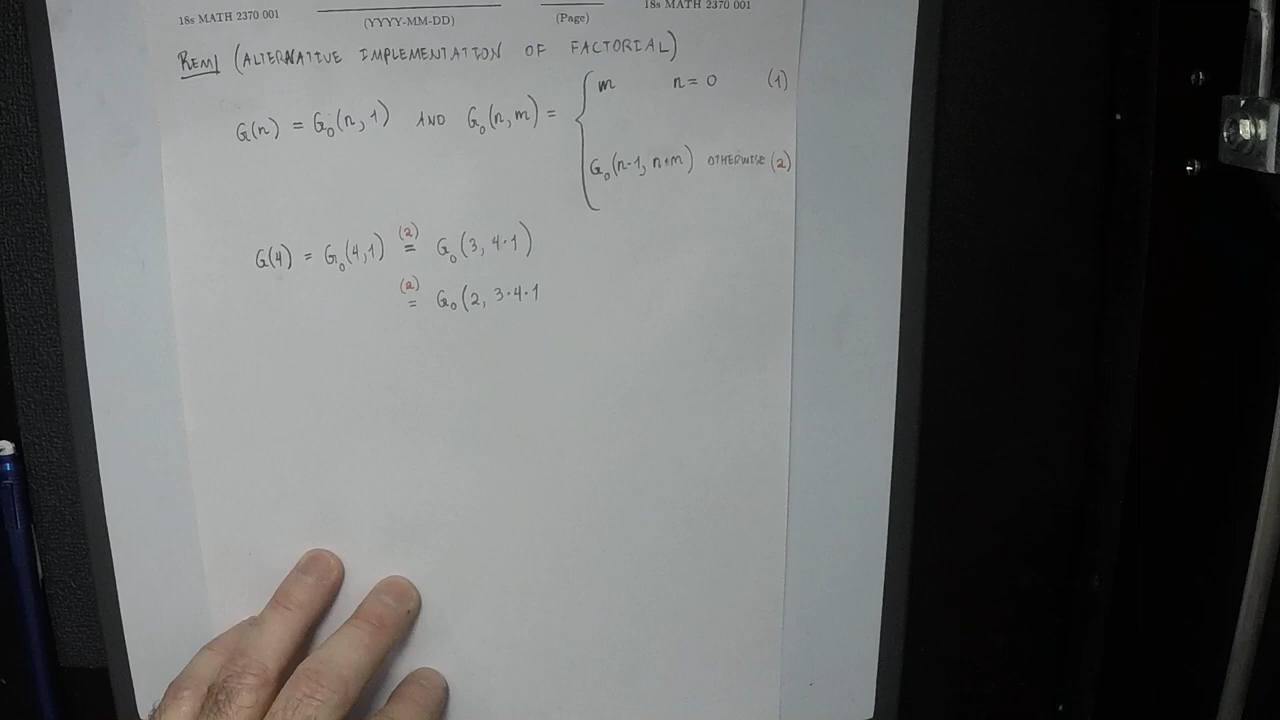 18s MATH 2370 001 (YYYY-MM-DD) (Page) 18s MATH 2370 001
REM (ALTERNATIVE IMPLEMENTATION OF FACTORIAL)
G(n) = G₀(n, 1) AND G₀(n, m) = { m n = 0 (1)
G₀(n-1, n·m) OTHERWISE (2)
G(4) = G₀(4,1) (2) = G₀(3, 4·1)
(2) = G₀(2, 3·4·1